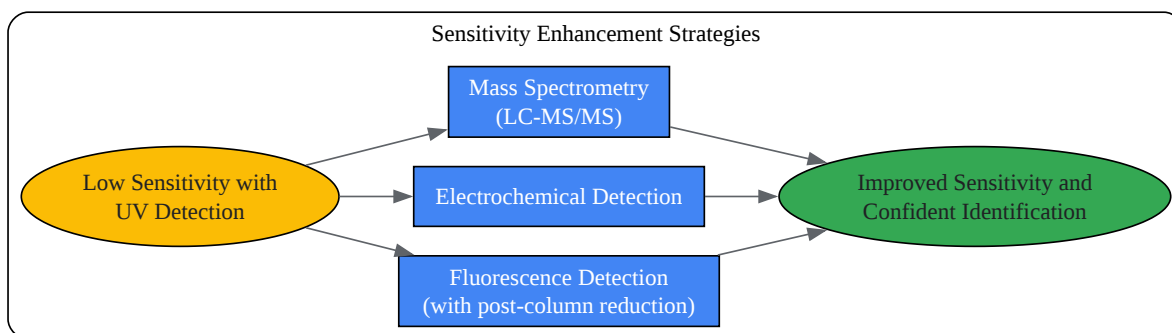 Sensitivity Enhancement Strategies
Mass Spectrometry
(LC-MS/MS)
Low Sensitivity with
UV Detection
Electrochemical Detection
Improved Sensitivity and
Confident Identification
Fluorescence Detection
(with post-column reduction)